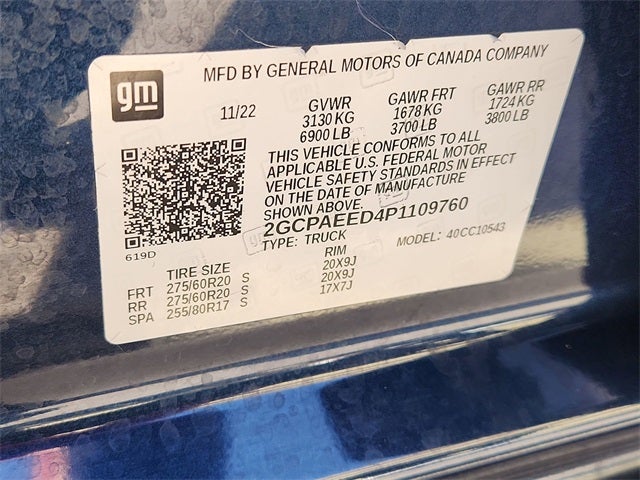 gm
MFD BY GENERAL MOTORS OF CANADA COMPANY
11/22
GVWR
3130 KG
6900 LB
GAWR FRT
1678 KG
3700 LB
GAWR RR
1724 KG
3800 LB
THIS VEHICLE CONFORMS TO ALL
APPLICABLE U.S. FEDERAL MOTOR
VEHICLE SAFETY STANDARDS IN EFFECT
ON THE DATE OF MANUFACTURE
SHOWN ABOVE.
2GCPAEED4P1109760
TYPE: TRUCK MODEL: 40CC10543
619D
TIRE SIZE RIM
FRT 275/60R20 S 20X9J
RR 275/60R20 S 20X9J
SPA 255/80R17 S 17X7J